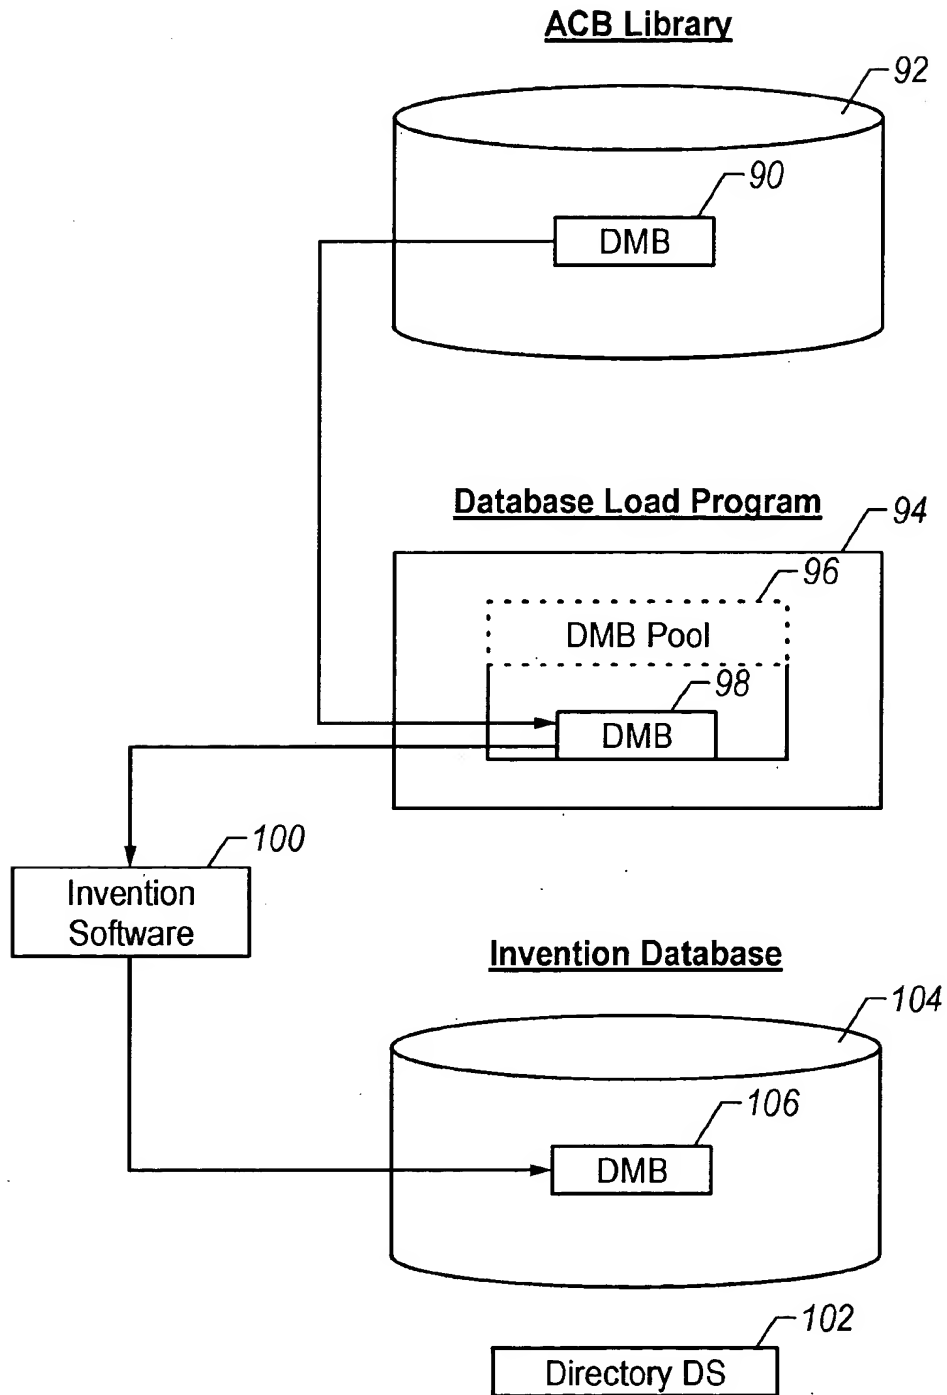 ACB Library
92
90
DMB
Database Load Program
94
96
DMB Pool
98
DMB
100
Invention
Software
Invention Database
104
106
DMB
102
Directory DS